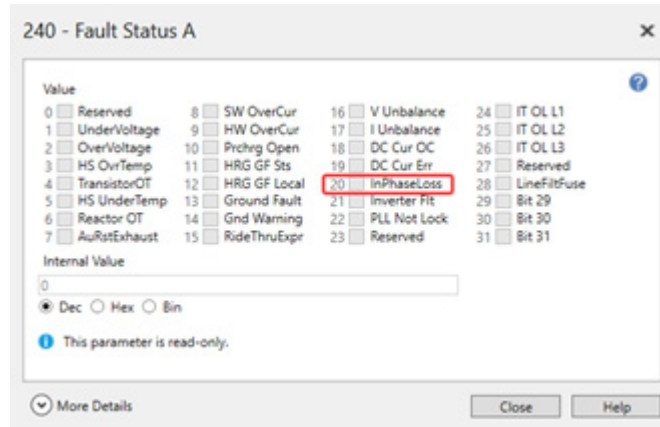 240 - Fault Status A
Value
0 Reserved
1 UnderVoltage
2 OverVoltage
3 HS OvrTemp
4 TransistorOT
5 HS UnderTemp
6 Reactor OT
7 AuRstExhaust
8 SW OverCur
9 HW OverCur
10 Prchrg Open
11 HRG GF Sts
12 HRG GF Local
13 Ground Fault
14 Gnd Warning
15 RideThruExpr
16 V Unbalance
17 I Unbalance
18 DC Cur OC
19 DC Cur Err
20 InPhaseLoss
21 Inverter Flt
22 PLL Not Lock
23 Reserved
24 IT OL L1
25 IT OL L2
26 IT OL L3
27 Reserved
28 LineFiltFuse
29 Bit 29
30 Bit 30
31 Bit 31
Internal Value
0
Dec Hex Bin
This parameter is read-only.
More Details
Close Help